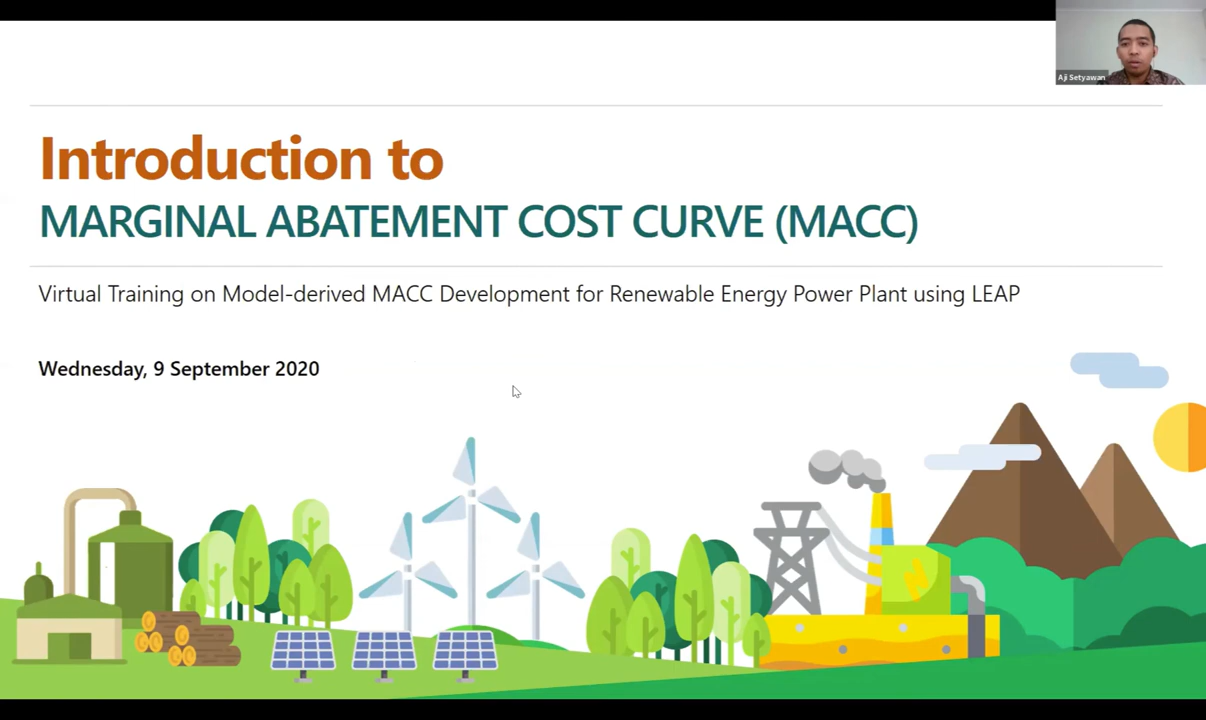 Aji Setyawan
Introduction to
MARGINAL ABATEMENT COST CURVE (MACC)
Virtual Training on Model-derived MACC Development for Renewable Energy Power Plant using LEAP
Wednesday, 9 September 2020